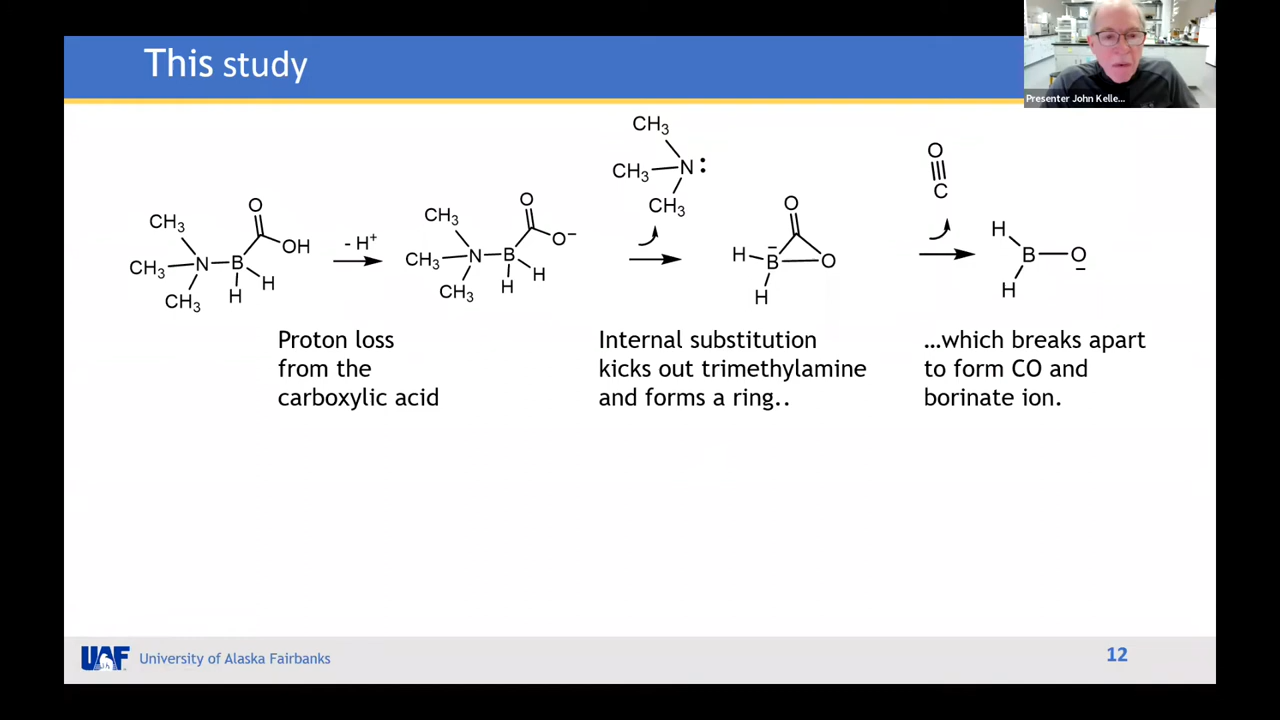 This study
Presenter John Kelle...
CH3
CH3
N:
CH3
O
C
CH3
CH3
N
B
O
OH
H
H
CH3
- H+
CH3
CH3
N
B
O
O−
H
H
CH3
O
H
B
−
O
H
H
B
O
−
H
Proton loss
from the
carboxylic acid
Internal substitution
kicks out trimethylamine
and forms a ring..
…which breaks apart
to form CO and
borinate ion.
UAF
University of Alaska Fairbanks
12